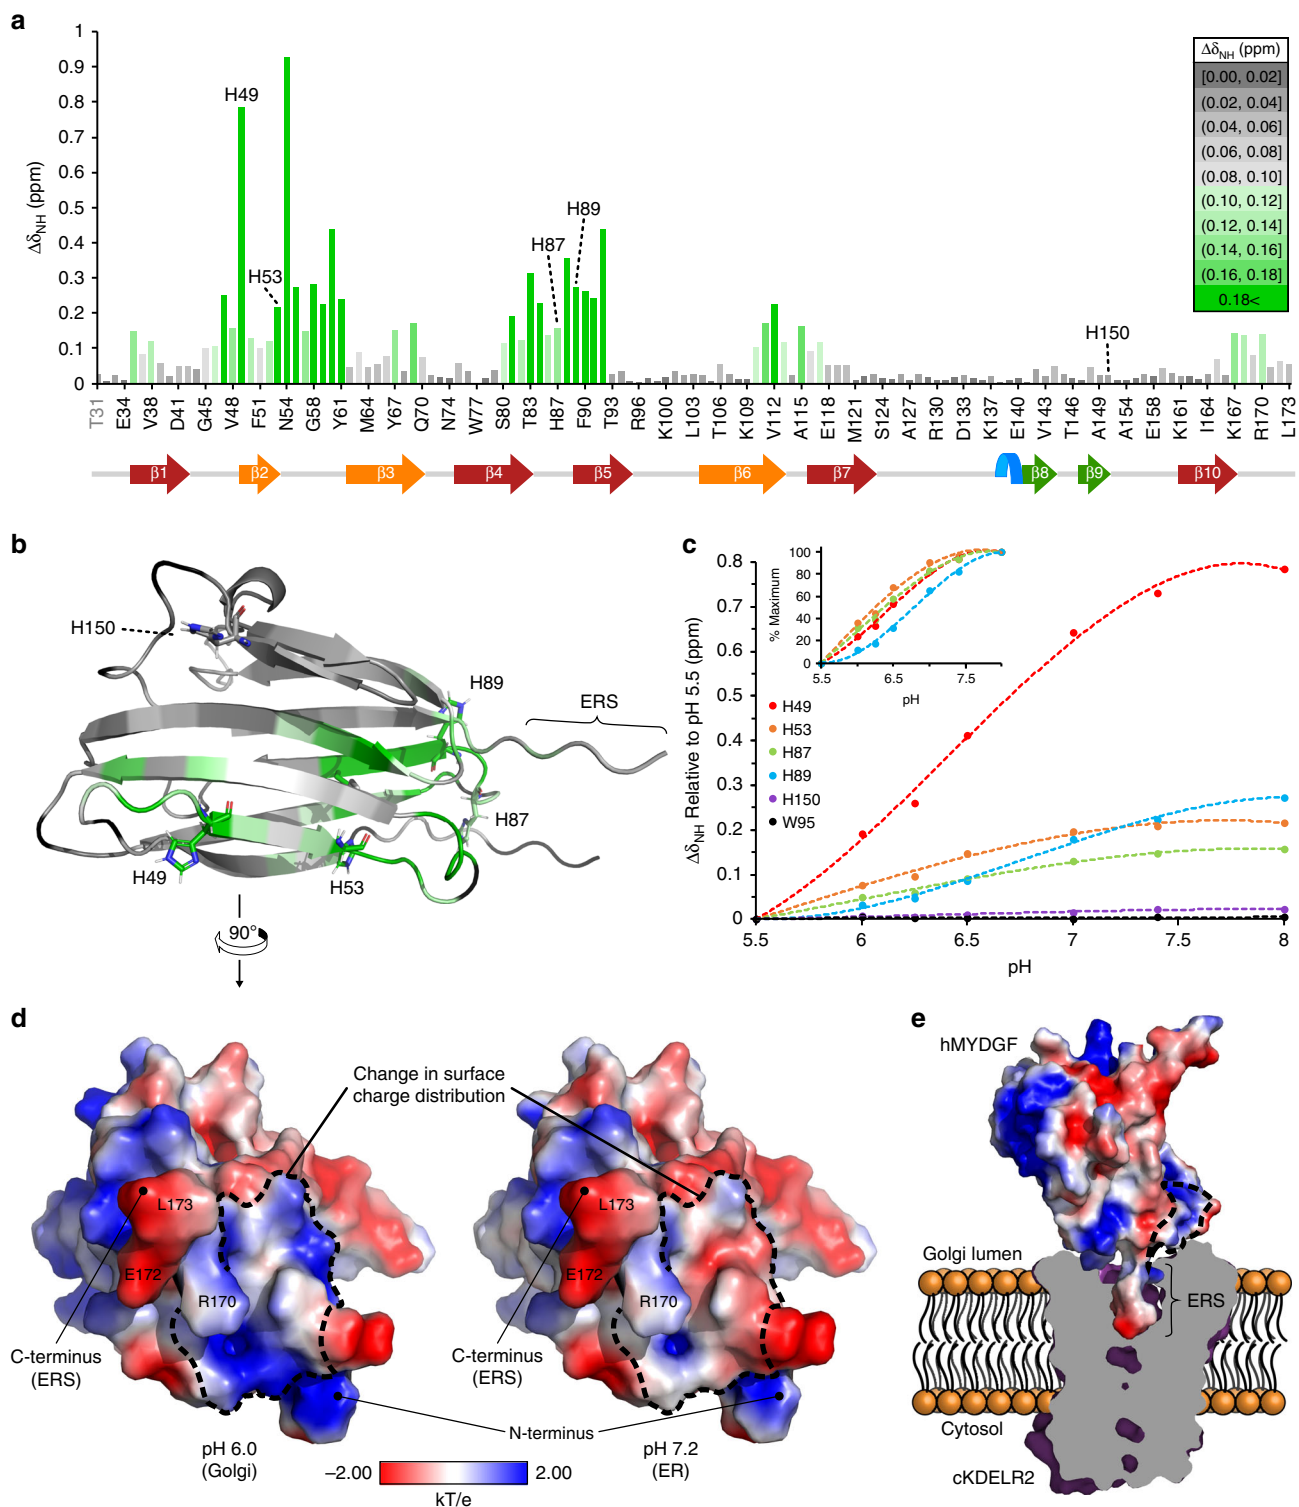 a
Δδ_NH (ppm)
1
0.9
0.8
0.7
0.6
0.5
0.4
0.3
0.2
0.1
0
H49
H53
H87
H89
H150
Δδ_NH (ppm)
[0.00, 0.02]
(0.02, 0.04]
(0.04, 0.06]
(0.06, 0.08]
(0.08, 0.10]
(0.10, 0.12]
(0.12, 0.14]
(0.14, 0.16]
(0.16, 0.18]
0.18<
T31 E34 V38 D41 G45 V48 F51 N54 G58 Y61 M64 Y67 Q70 N74 W77 S80 T83 H87 F90 T93 R96 K100 L103 T106 K109 V112 A115 E118 M121 S124 A127 R130 D133 K137 E140 V143 T146 A149 A154 E158 K161 I164 K167 R170 L173
β1 β2 β3 β4 β5 β6 β7 β8 β9 β10
b
H150
H89
ERS
H87
H49
H53
90°
c
Δδ_NH Relative to pH 5.5 (ppm)
0.8
0.7
0.6
0.5
0.4
0.3
0.2
0.1
0
5.5 6 6.5 7 7.5 8
pH
% Maximum
100
80
60
40
20
0
5.5 6.5 7.5
pH
H49
H53
H87
H89
H150
W95
d
Change in surface
charge distribution
L173
E172
R170
C-terminus
(ERS)
pH 6.0
(Golgi)
L173
E172
R170
C-terminus
(ERS)
N-terminus
pH 7.2
(ER)
–2.00 2.00
kT/e
e
hMYDGF
Golgi lumen
ERS
Cytosol
cKDELR2